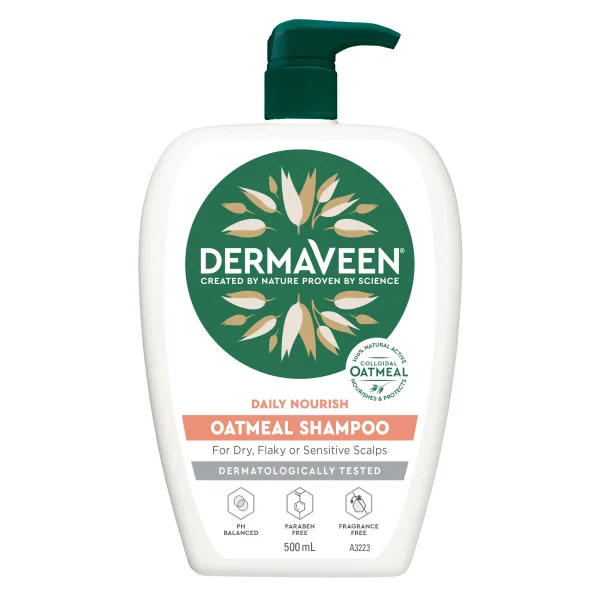 DERMAVEEN®
CREATED BY NATURE PROVEN BY SCIENCE
100% NATURAL ACTIVE
COLLOIDAL
OATMEAL
NOURISHES & PROTECTS
DAILY NOURISH
OATMEAL SHAMPOO
For Dry, Flaky or Sensitive Scalps
DERMATOLOGICALLY TESTED
PH BALANCED
PARABEN FREE
FRAGRANCE FREE
500 mL
A3223